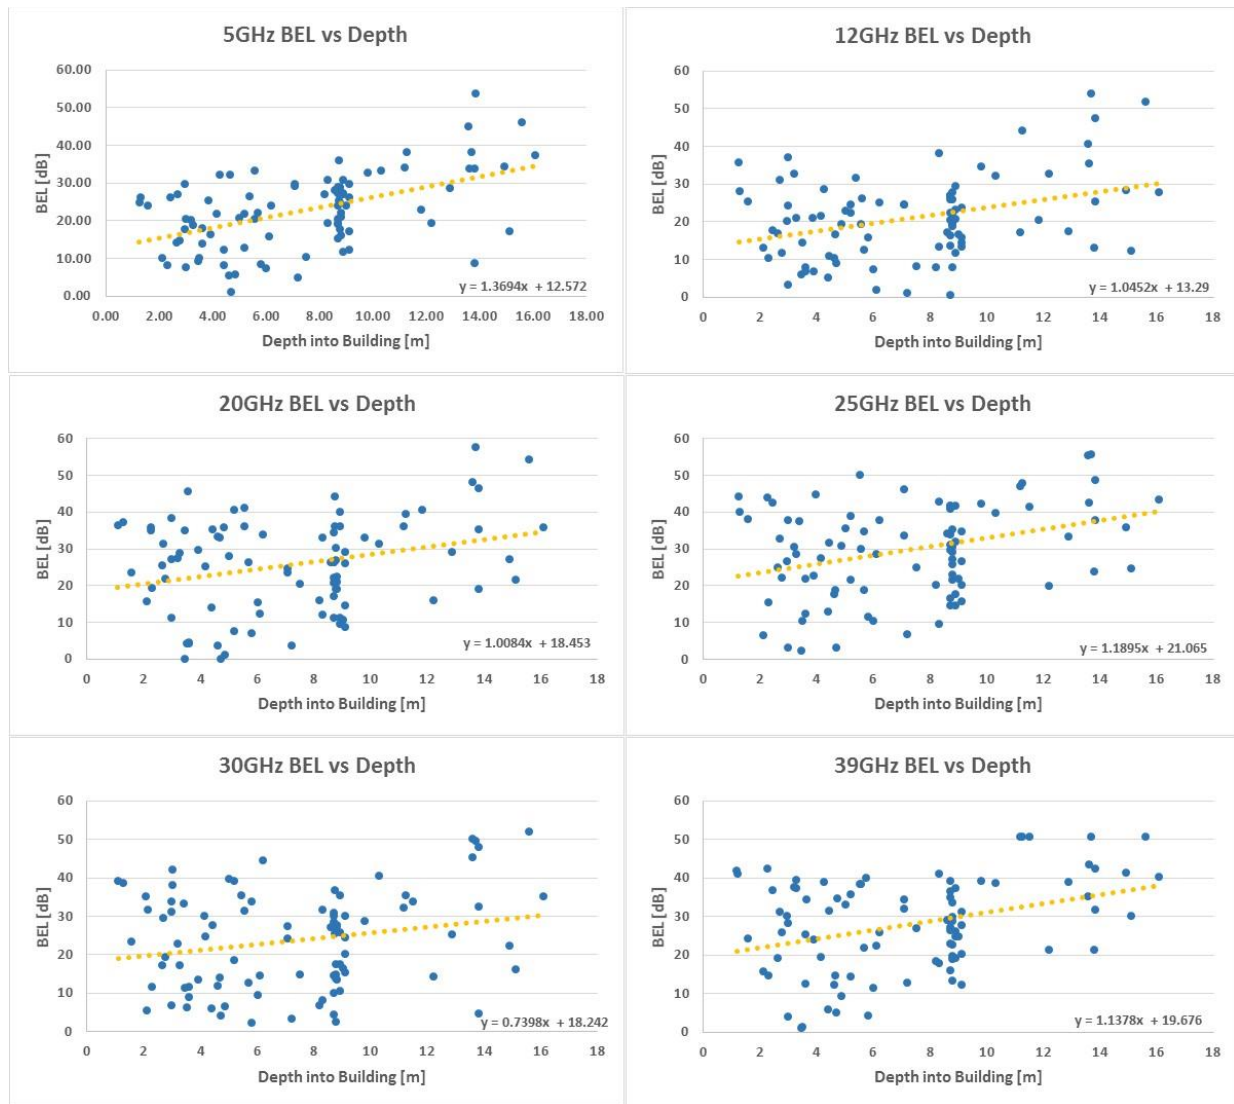 5GHz BEL vs Depth
60.00
50.00
40.00
30.00
20.00
10.00
0.00
BEL [dB]
y = 1.3694x + 12.572
0.00 2.00 4.00 6.00 8.00 10.00 12.00 14.00 16.00 18.00
Depth into Building [m]
12GHz BEL vs Depth
60
50
40
30
20
10
0
BEL [dB]
y = 1.0452x + 13.29
0 2 4 6 8 10 12 14 16 18
Depth into Building [m]
20GHz BEL vs Depth
60
50
40
30
20
10
0
BEL [dB]
y = 1.0084x + 18.453
0 2 4 6 8 10 12 14 16 18
Depth into Building [m]
25GHz BEL vs Depth
60
50
40
30
20
10
0
BEL [dB]
y = 1.1895x + 21.065
0 2 4 6 8 10 12 14 16 18
Depth into Building [m]
30GHz BEL vs Depth
60
50
40
30
20
10
0
BEL [dB]
y = 0.7398x + 18.242
0 2 4 6 8 10 12 14 16 18
Depth into Building [m]
39GHz BEL vs Depth
60
50
40
30
20
10
0
BEL [dB]
y = 1.1378x + 19.676
0 2 4 6 8 10 12 14 16 18
Depth into Building [m]